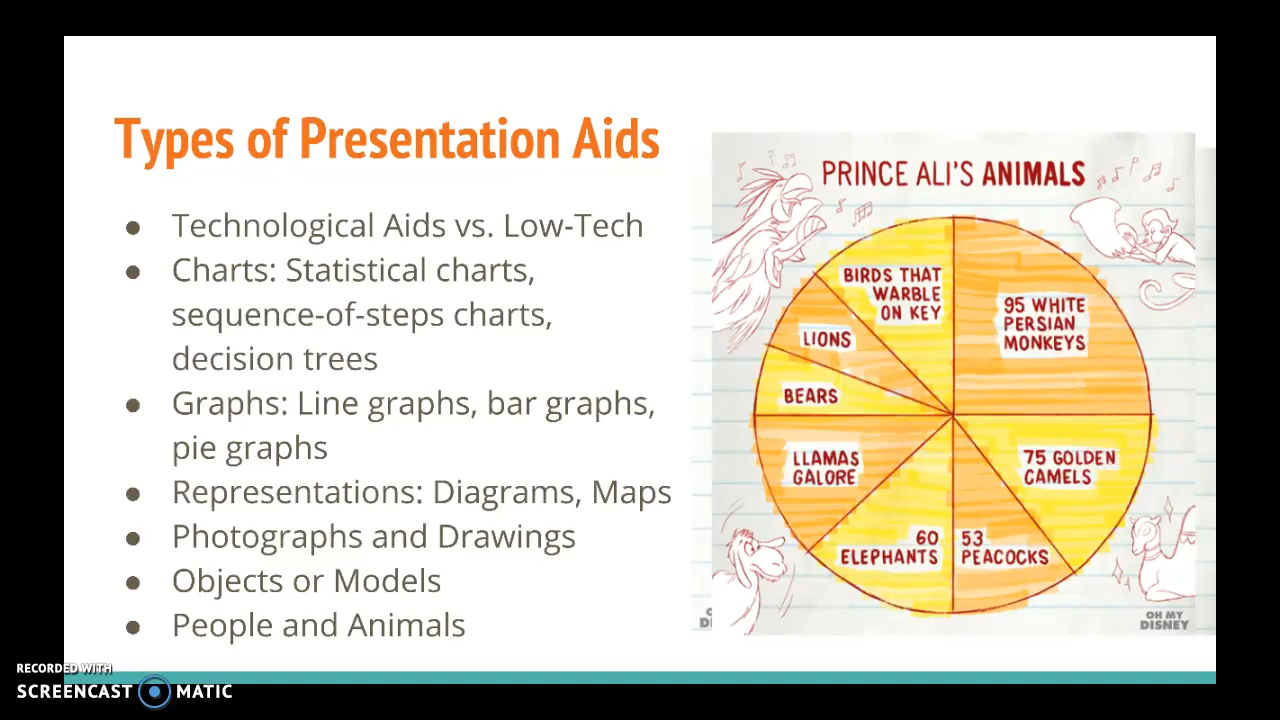 Types of Presentation Aids
● Technological Aids vs. Low-Tech
● Charts: Statistical charts,
sequence-of-steps charts,
decision trees
● Graphs: Line graphs, bar graphs,
pie graphs
● Representations: Diagrams, Maps
● Photographs and Drawings
● Objects or Models
● People and Animals
PRINCE ALI'S ANIMALS
BIRDS THAT
WARBLE
ON KEY
95 WHITE
PERSIAN
MONKEYS
LIONS
BEARS
LLAMAS
GALORE
75 GOLDEN
CAMELS
60
ELEPHANTS
53
PEACOCKS
OH MY
DISNEY
RECORDED WITH
SCREENCAST MATIC